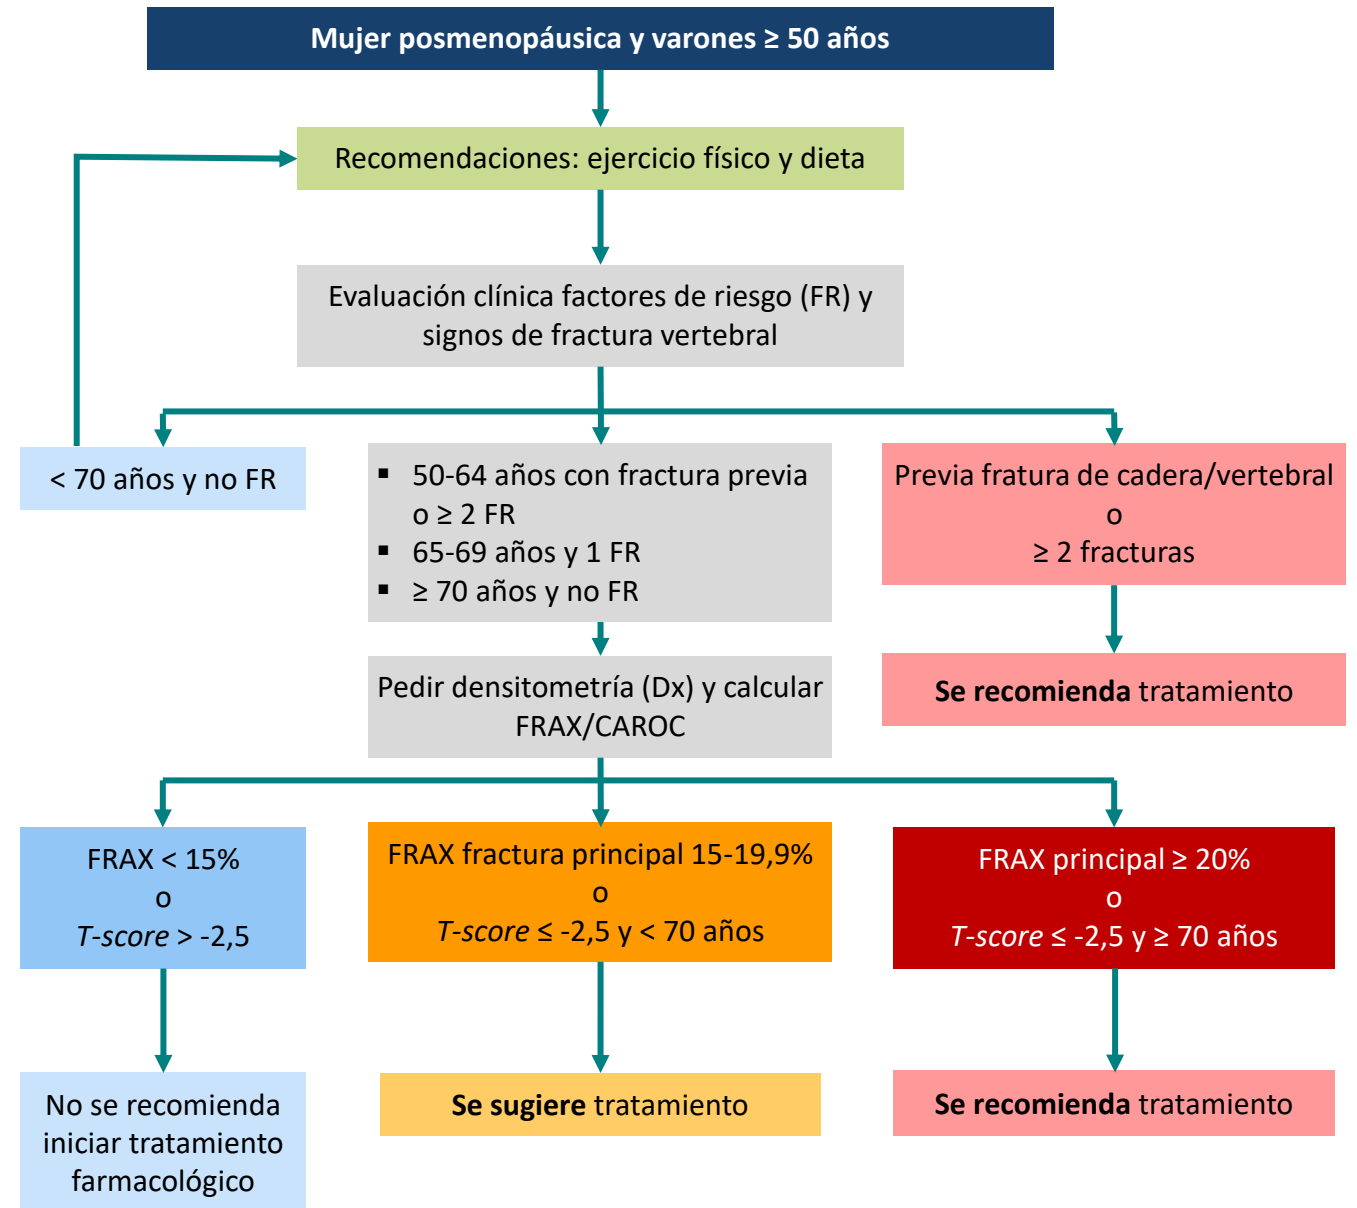 Mujer posmenopáusica y varones ≥ 50 años
Recomendaciones: ejercicio físico y dieta
Evaluación clínica factores de riesgo (FR) y
signos de fractura vertebral
< 70 años y no FR
▪ 50-64 años con fractura previa
o ≥ 2 FR
▪ 65-69 años y 1 FR
▪ ≥ 70 años y no FR
Previa fratura de cadera/vertebral
o
≥ 2 fracturas
Pedir densitometría (Dx) y calcular
FRAX/CAROC
Se recomienda tratamiento
FRAX < 15%
o
T-score > -2,5
FRAX fractura principal 15-19,9%
o
T-score ≤ -2,5 y < 70 años
FRAX principal ≥ 20%
o
T-score ≤ -2,5 y ≥ 70 años
No se recomienda
iniciar tratamiento
farmacológico
Se sugiere tratamiento
Se recomienda tratamiento